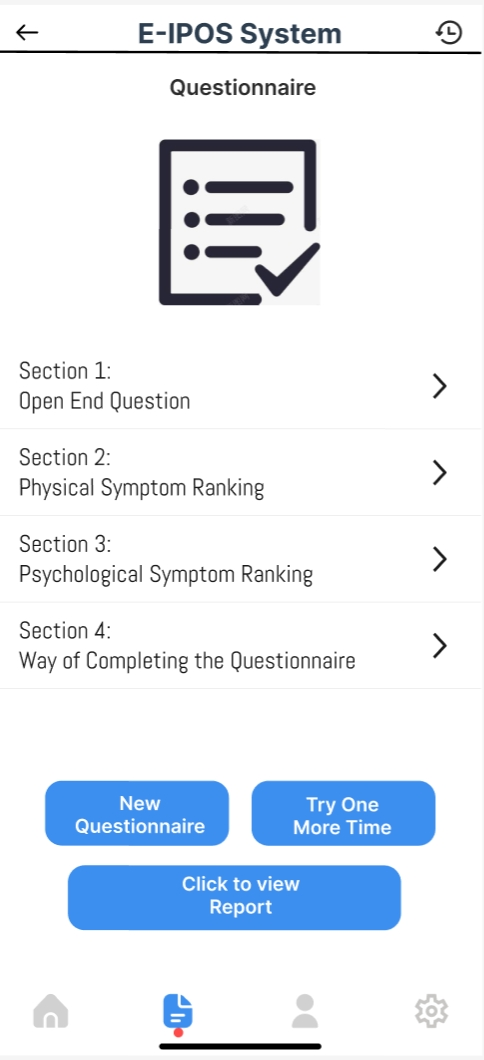 E-IPOS System
Questionnaire
Section 1:
Open End Question
Section 2:
Physical Symptom Ranking
Section 3:
Psychological Symptom Ranking
Section 4:
Way of Completing the Questionnaire
New
Questionnaire
Try One
More Time
Click to view
Report